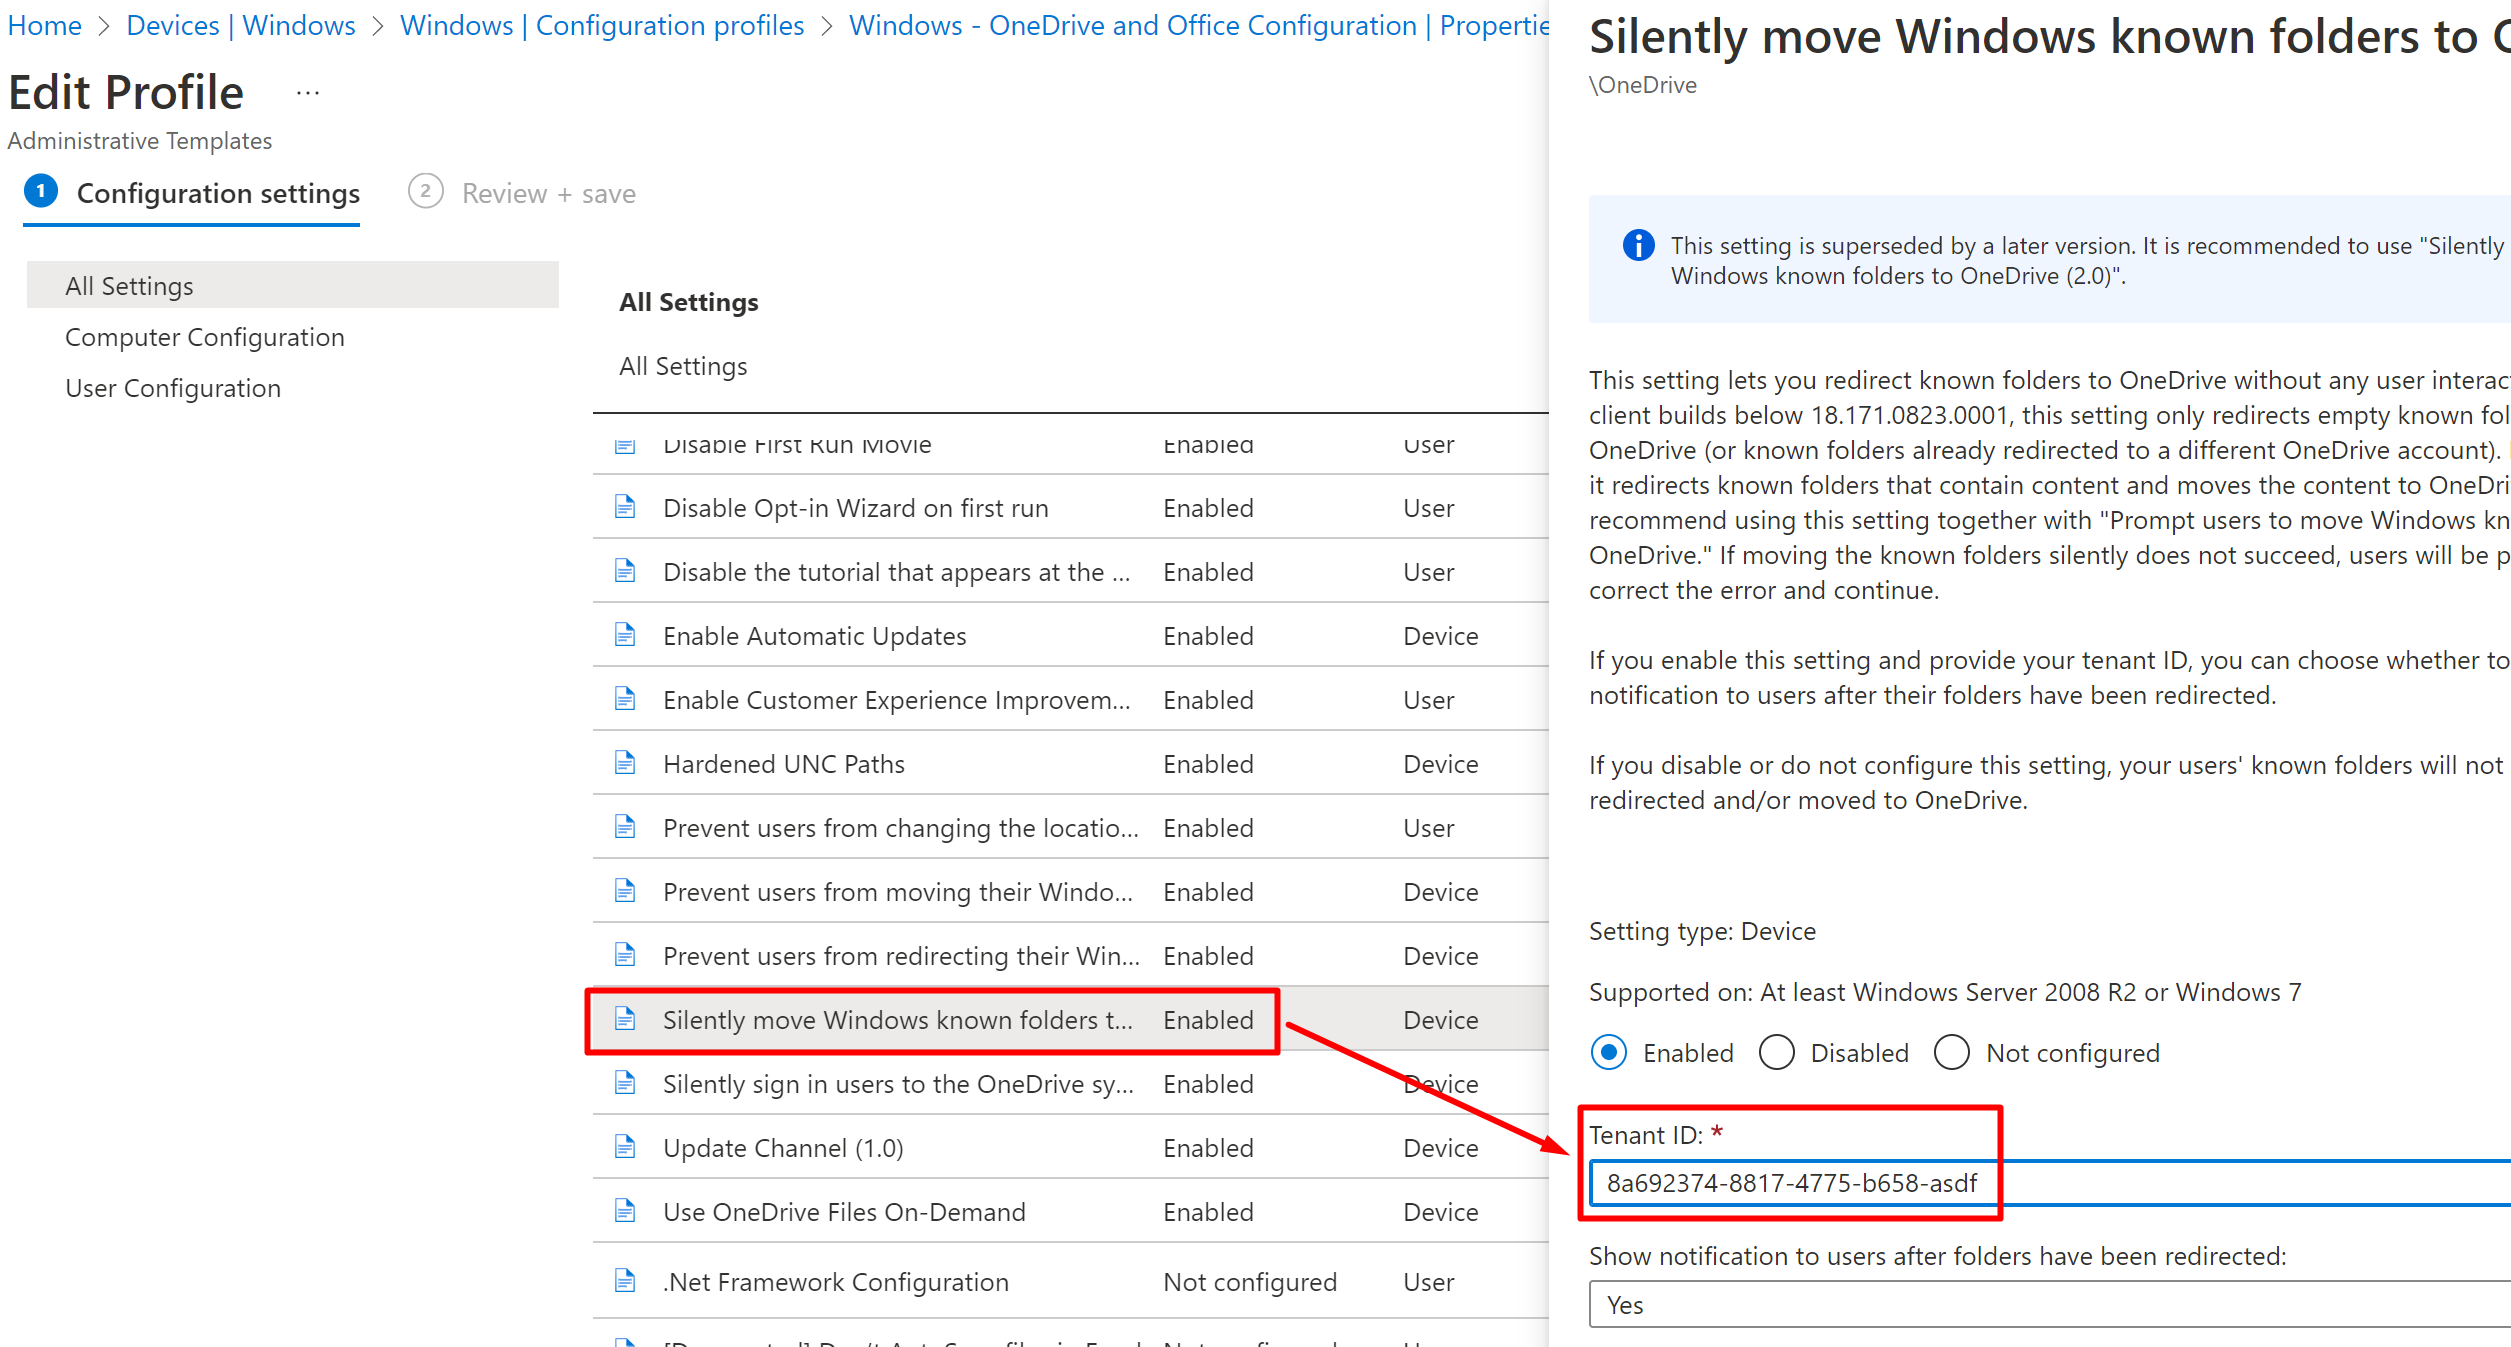 Home > Devices | Windows > Windows | Configuration profiles > Windows - OneDrive and Office Configuration | Propertie
Edit Profile ...
Administrative Templates
1 Configuration settings 2 Review + save
All Settings
Computer Configuration
User Configuration
All Settings
All Settings
Disable First Run Movie Enabled User
Disable Opt-in Wizard on first run Enabled User
Disable the tutorial that appears at the ... Enabled User
Enable Automatic Updates Enabled Device
Enable Customer Experience Improvem... Enabled User
Hardened UNC Paths Enabled Device
Prevent users from changing the locatio... Enabled User
Prevent users from moving their Windo... Enabled Device
Prevent users from redirecting their Win... Enabled Device
Silently move Windows known folders t... Enabled Device
Silently sign in users to the OneDrive sy... Enabled Device
Update Channel (1.0) Enabled Device
Use OneDrive Files On-Demand Enabled Device
.Net Framework Configuration Not configured User
Silently move Windows known folders to
\OneDrive
This setting is superseded by a later version. It is recommended to use "Silently
Windows known folders to OneDrive (2.0)".
This setting lets you redirect known folders to OneDrive without any user interac
client builds below 18.171.0823.0001, this setting only redirects empty known fol
OneDrive (or known folders already redirected to a different OneDrive account).
it redirects known folders that contain content and moves the content to OneDri
recommend using this setting together with "Prompt users to move Windows kn
OneDrive." If moving the known folders silently does not succeed, users will be p
correct the error and continue.
If you enable this setting and provide your tenant ID, you can choose whether to
notification to users after their folders have been redirected.
If you disable or do not configure this setting, your users' known folders will not
redirected and/or moved to OneDrive.
Setting type: Device
Supported on: At least Windows Server 2008 R2 or Windows 7
Enabled Disabled Not configured
Tenant ID: *
8a692374-8817-4775-b658-asdf
Show notification to users after folders have been redirected:
Yes